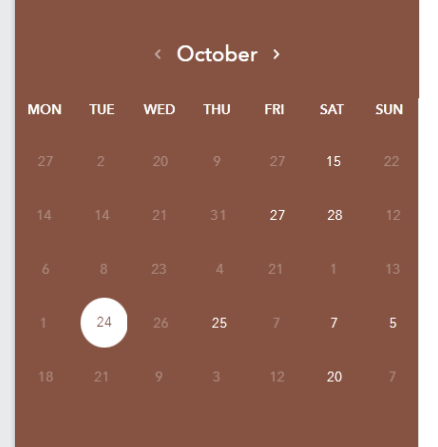 ‹ October ›
MON TUE WED THU FRI SAT SUN
27 2 20 9 27 15 22
14 14 21 31 27 28 12
6 8 23 4 21 1 13
1 24 26 25 7 7 5
18 21 9 3 12 20 7